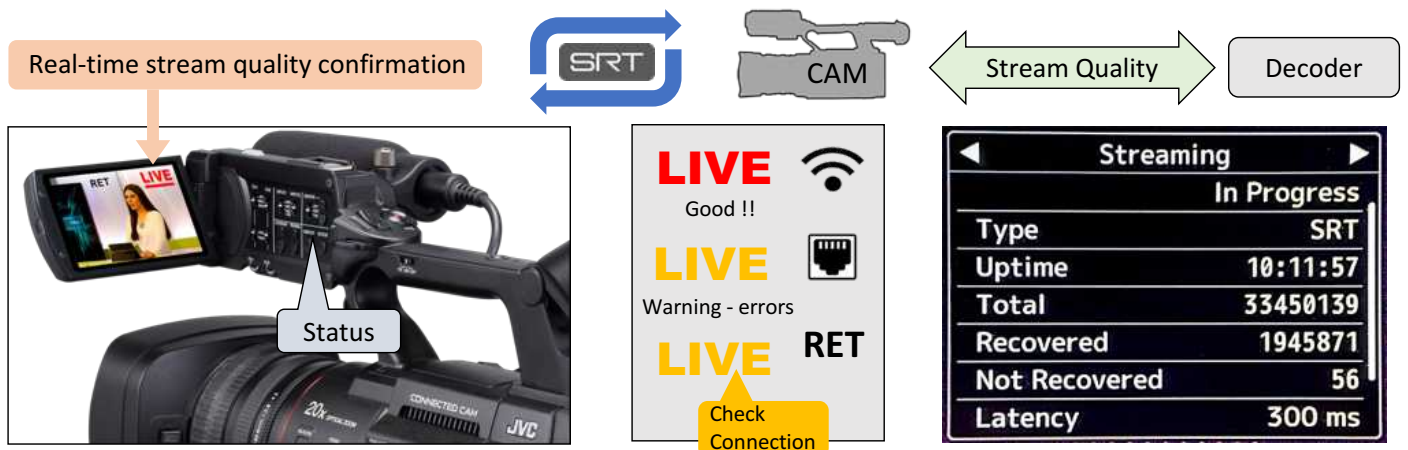 Real-time stream quality confirmation
SRT
CAM
Stream Quality
Decoder
RET LIVE
Status
20x OPTICAL ZOOM
CONNECTED CAM
JVC
LIVE
Good !!
LIVE
Warning - errors
LIVE
RET
Check
Connection
Streaming
In Progress
Type SRT
Uptime 10:11:57
Total 33450139
Recovered 1945871
Not Recovered 56
Latency 300 ms